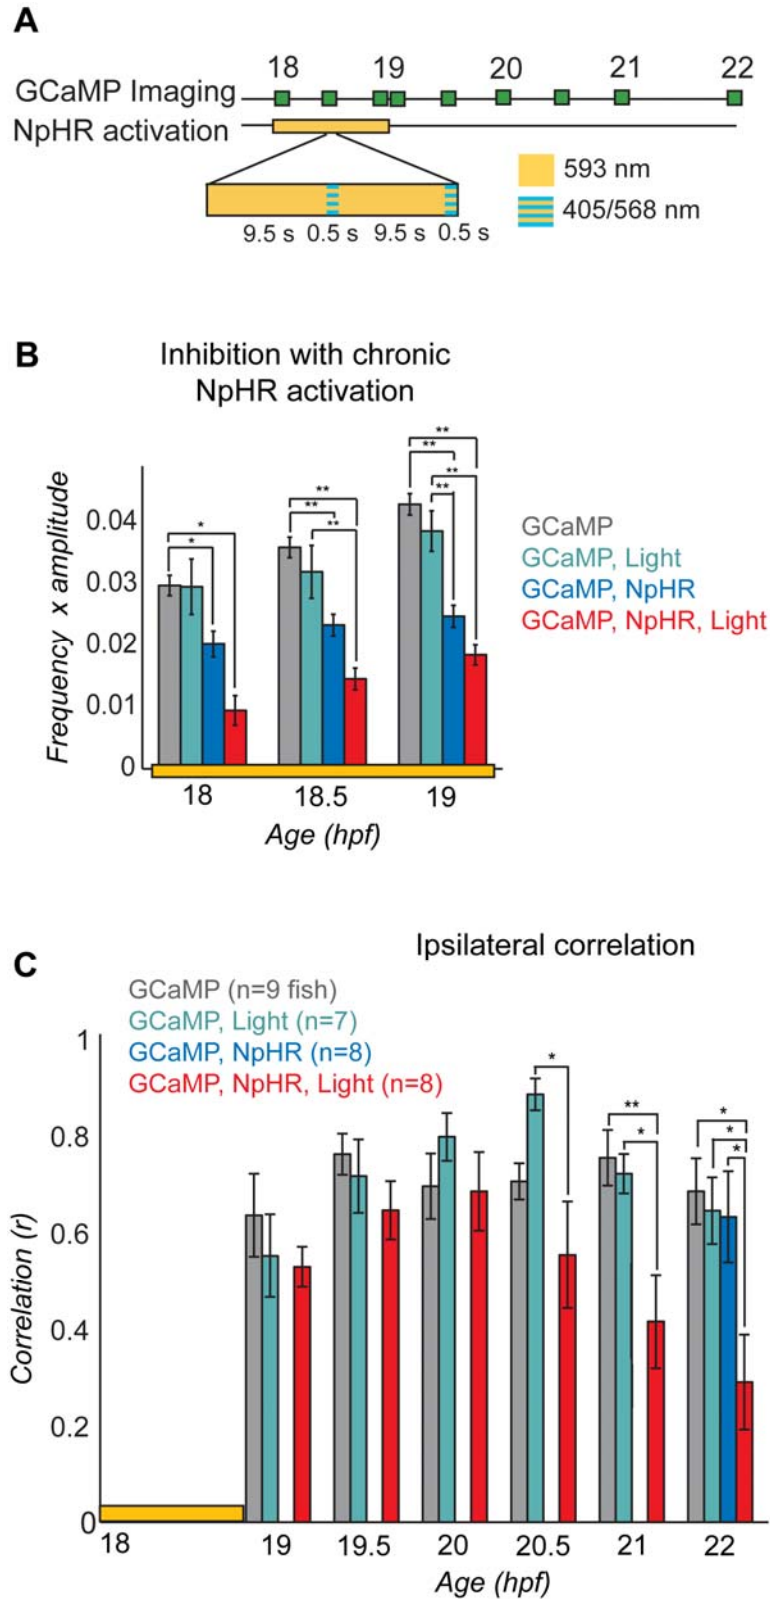 A
18 19 20 21 22
GCaMP Imaging
NpHR activation
593 nm
405/568 nm
9.5 s 0.5 s 9.5 s 0.5 s
B
Inhibition with chronic
NpHR activation
Frequency x amplitude
0.04
0.03
0.02
0.01
0
* *
** ** **
** ** ** **
GCaMP
GCaMP, Light
GCaMP, NpHR
GCaMP, NpHR, Light
18 18.5 19
Age (hpf)
C
Ipsilateral correlation
GCaMP (n=9 fish)
GCaMP, Light (n=7)
GCaMP, NpHR (n=8)
GCaMP, NpHR, Light (n=8)
Correlation (r)
1
0.8
0.6
0.4
0.2
0
*
** *
* * *
18 19 19.5 20 20.5 21 22
Age (hpf)